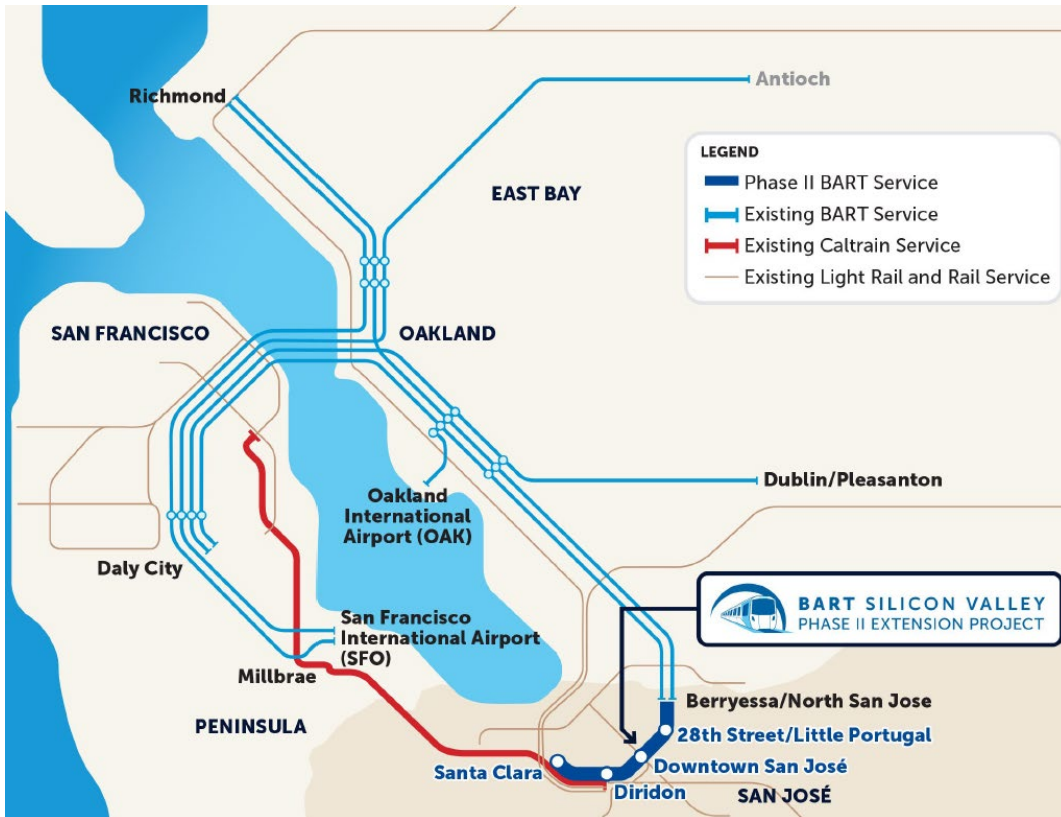 Richmond
Antioch
EAST BAY
LEGEND
Phase II BART Service
Existing BART Service
Existing Caltrain Service
Existing Light Rail and Rail Service
SAN FRANCISCO
OAKLAND
Oakland
International
Airport (OAK)
Dublin/Pleasanton
Daly City
BART SILICON VALLEY
PHASE II EXTENSION PROJECT
San Francisco
International Airport
(SFO)
Millbrae
PENINSULA
Berryessa/North San Jose
28th Street/Little Portugal
Downtown San José
Santa Clara
Diridon
SAN JOSÉ